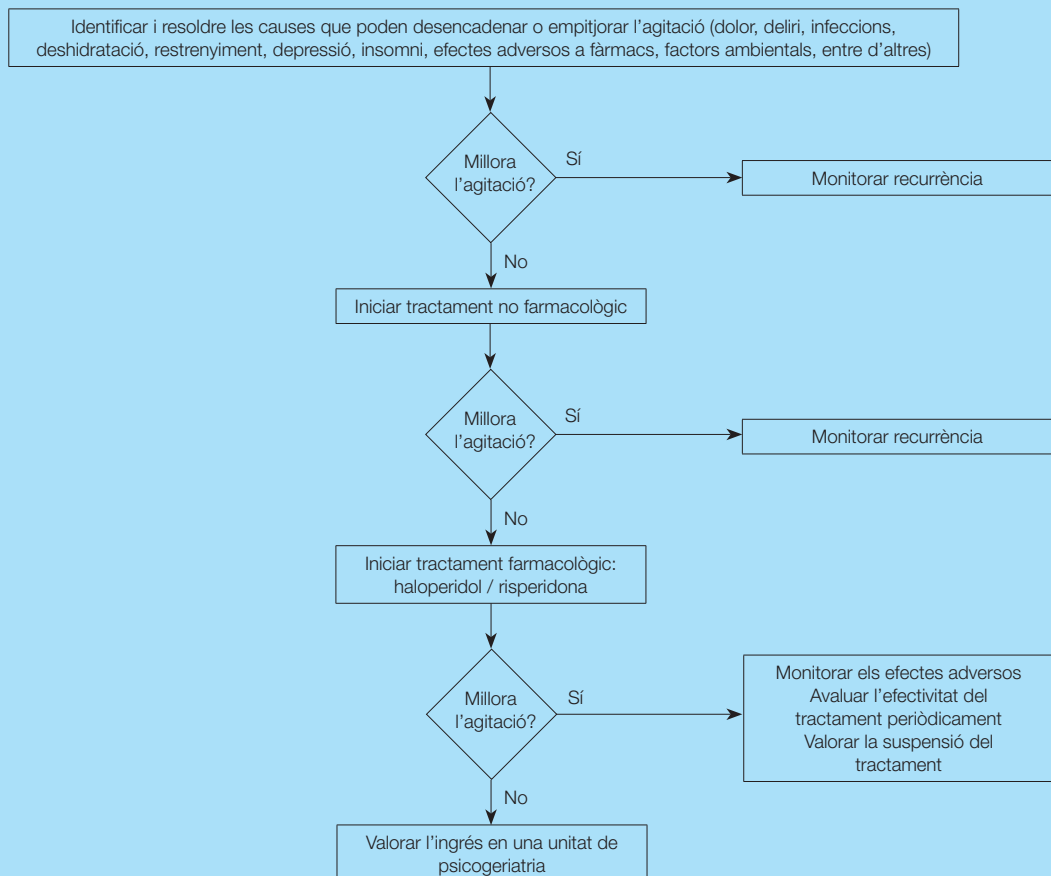 Identificar i resoldre les causes que poden desencadenar o empitjorar l’agitació (dolor, deliri, infeccions,
deshidratació, restrenyiment, depressió, insomni, efectes adversos a fàrmacs, factors ambientals, entre d’altres)
Millora
l’agitació?
Sí
Monitorar recurrència
No
Iniciar tractament no farmacològic
Millora
l’agitació?
Sí
Monitorar recurrència
No
Iniciar tractament farmacològic:
haloperidol / risperidona
Millora
l’agitació?
Sí
Monitorar els efectes adversos
Avaluar l’efectivitat del
tractament periòdicament
Valorar la suspensió del
tractament
No
Valorar l’ingrés en una unitat de
psicogeriatria